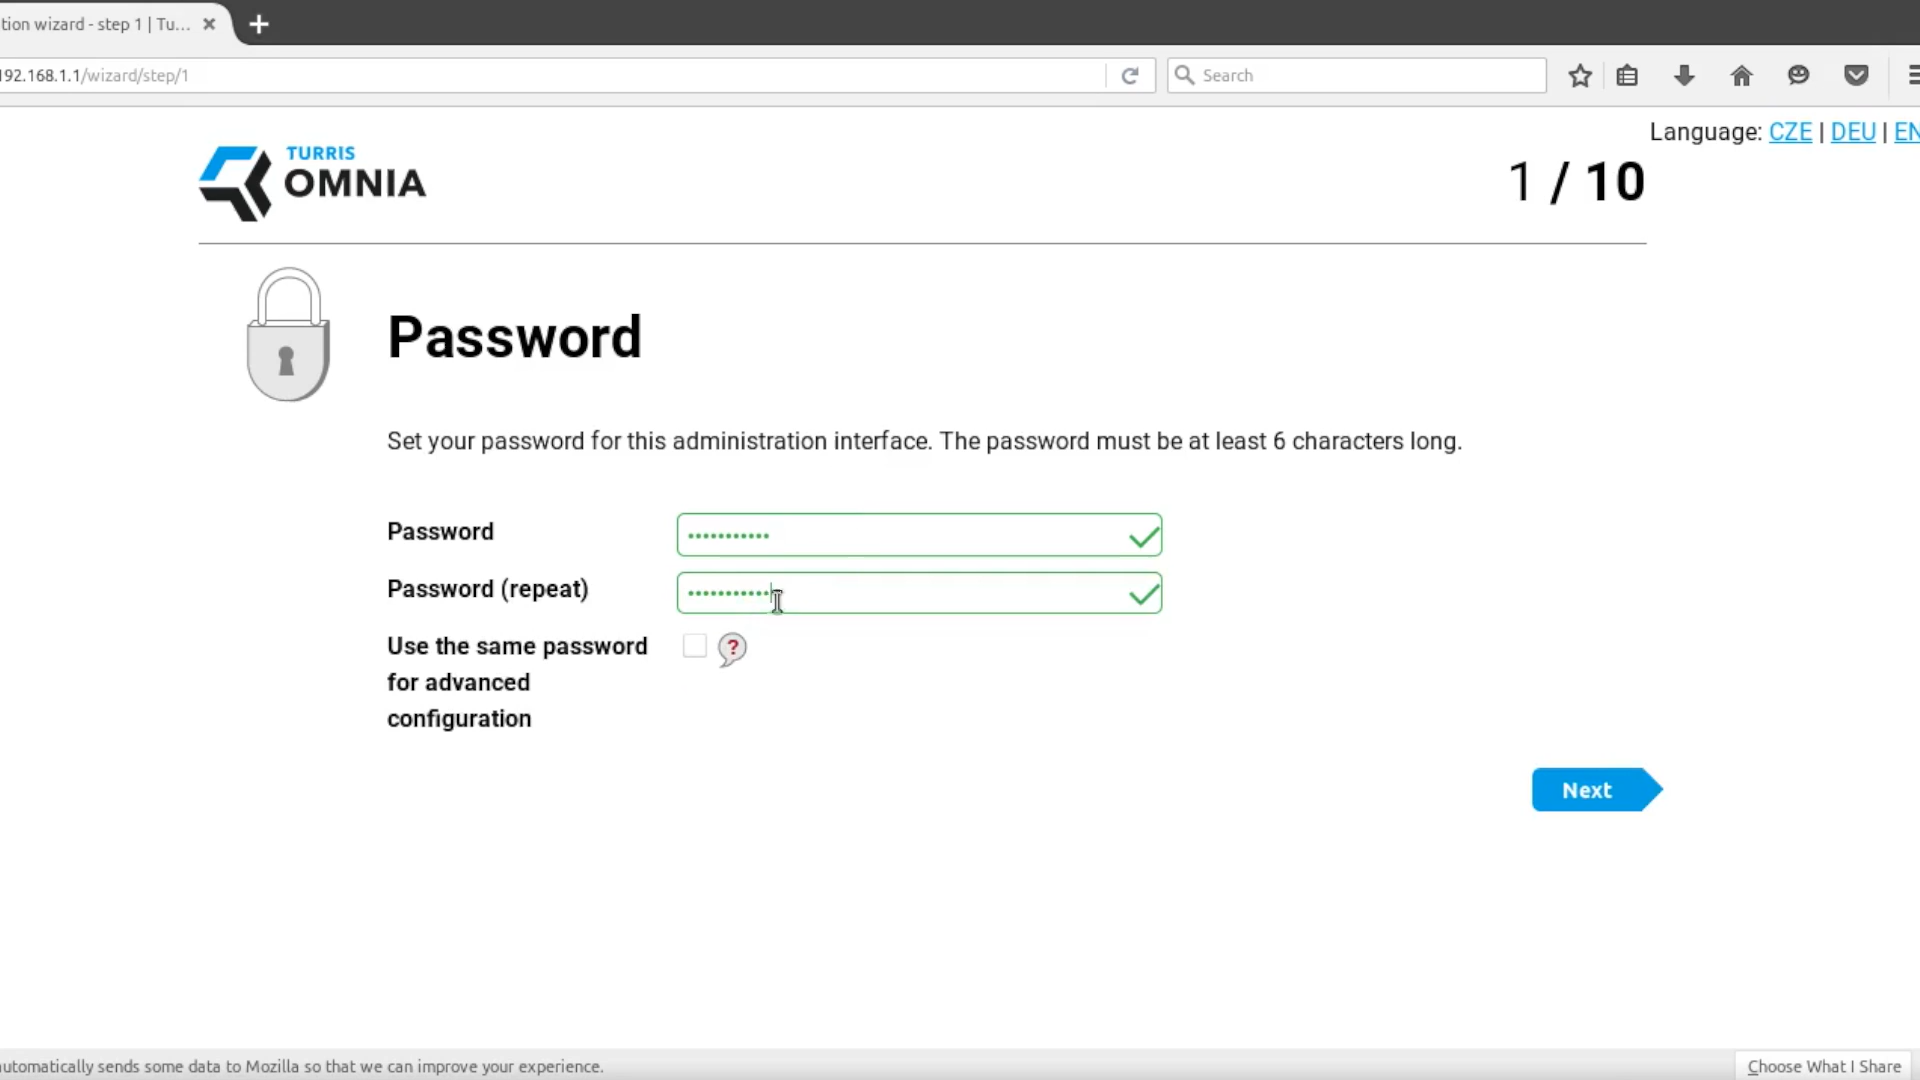 tion wizard - step 1 | Tu...
192.168.1.1/wizard/step/1
Search
Language: CZE | DEU | EN
TURRIS
OMNIA
1 / 10
Password
Set your password for this administration interface. The password must be at least 6 characters long.
Password
•••••••••••
Password (repeat)
•••••••••••
Use the same password
for advanced
configuration
?
Next
automatically sends some data to Mozilla so that we can improve your experience.
Choose What I Share